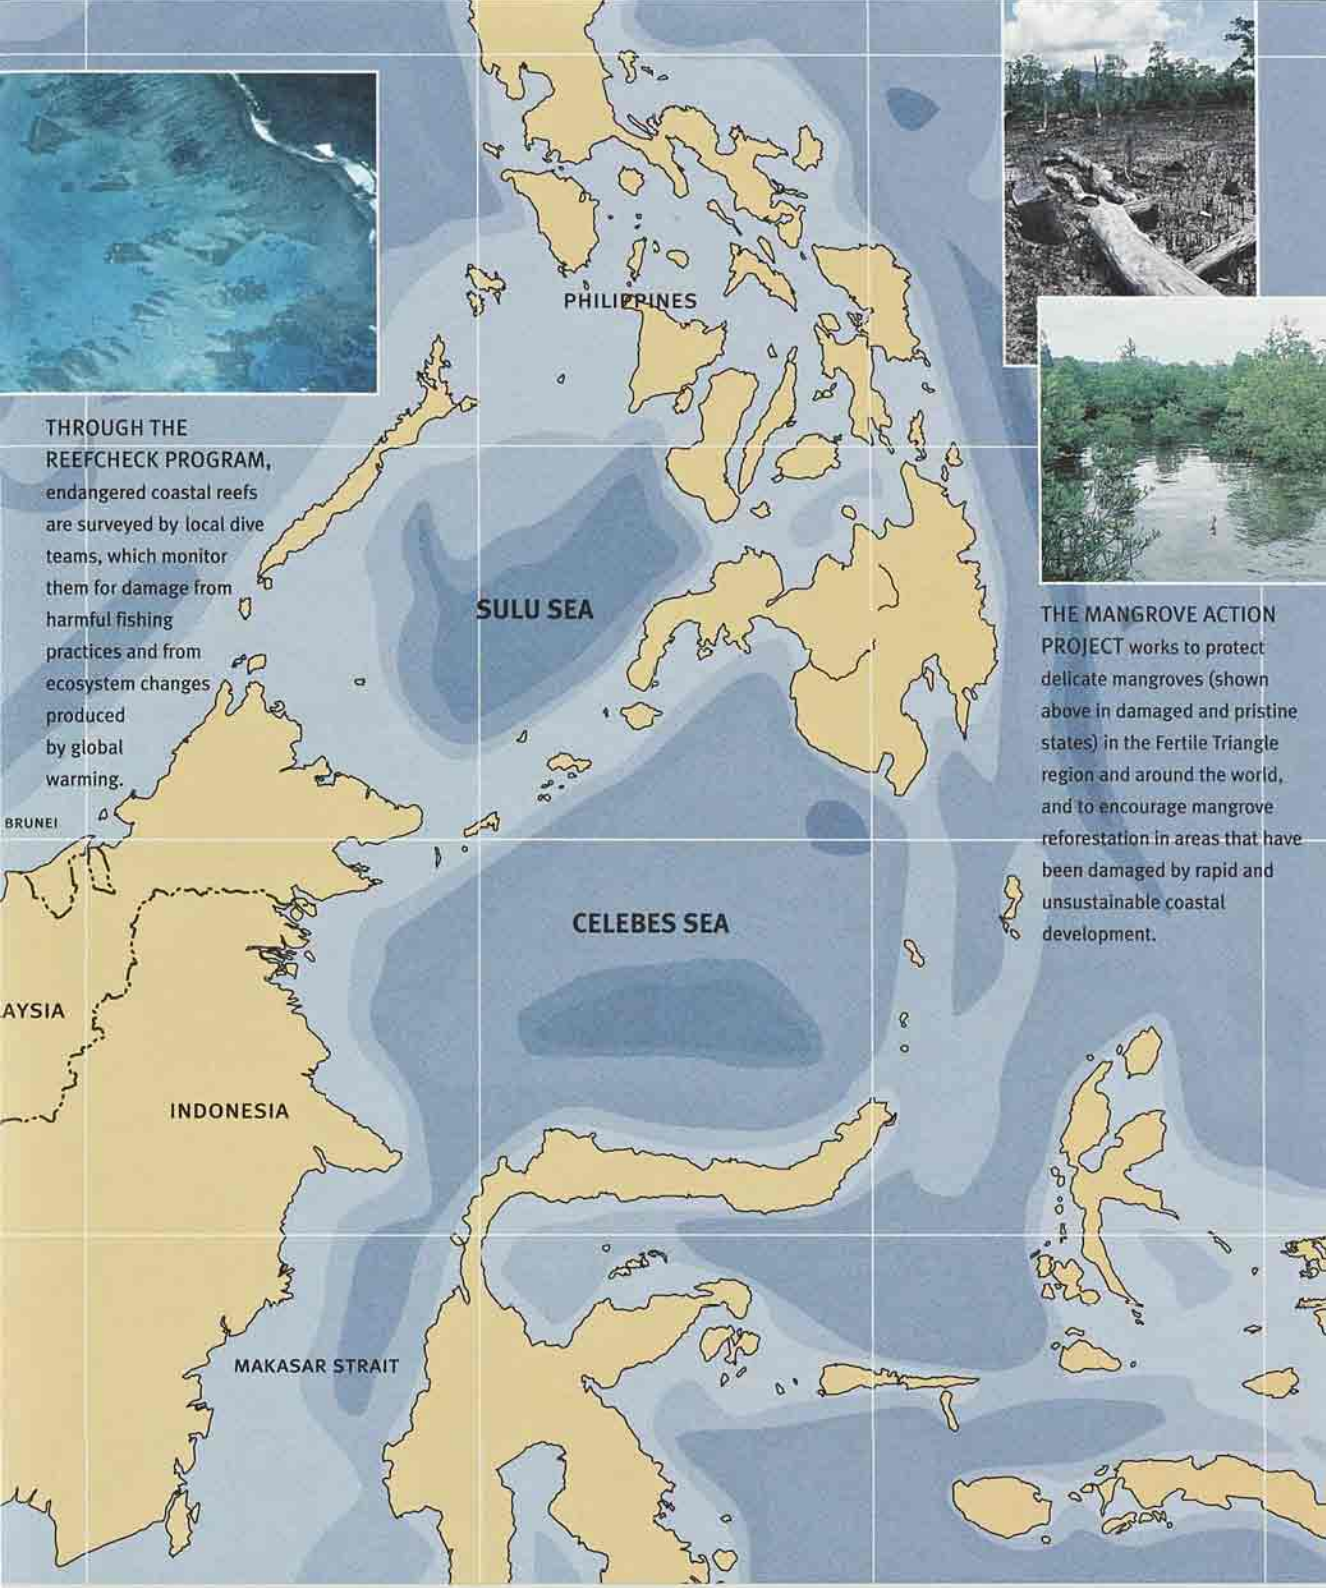 PHILIPPINES
THROUGH THE
REEFCHECK PROGRAM,
endangered coastal reefs
are surveyed by local dive
teams, which monitor
them for damage from
harmful fishing
practices and from
ecosystem changes
produced
by global
warming.
SULU SEA
THE MANGROVE ACTION
PROJECT works to protect
delicate mangroves (shown
above in damaged and pristine
states) in the Fertile Triangle
region and around the world,
and to encourage mangrove
reforestation in areas that have
been damaged by rapid and
unsustainable coastal
development.
BRUNEI
CELEBES SEA
AYSIA
INDONESIA
MAKASAR STRAIT